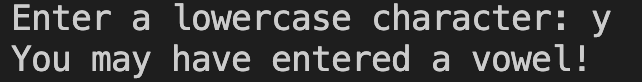 Enter a lowercase character: y
You may have entered a vowel!